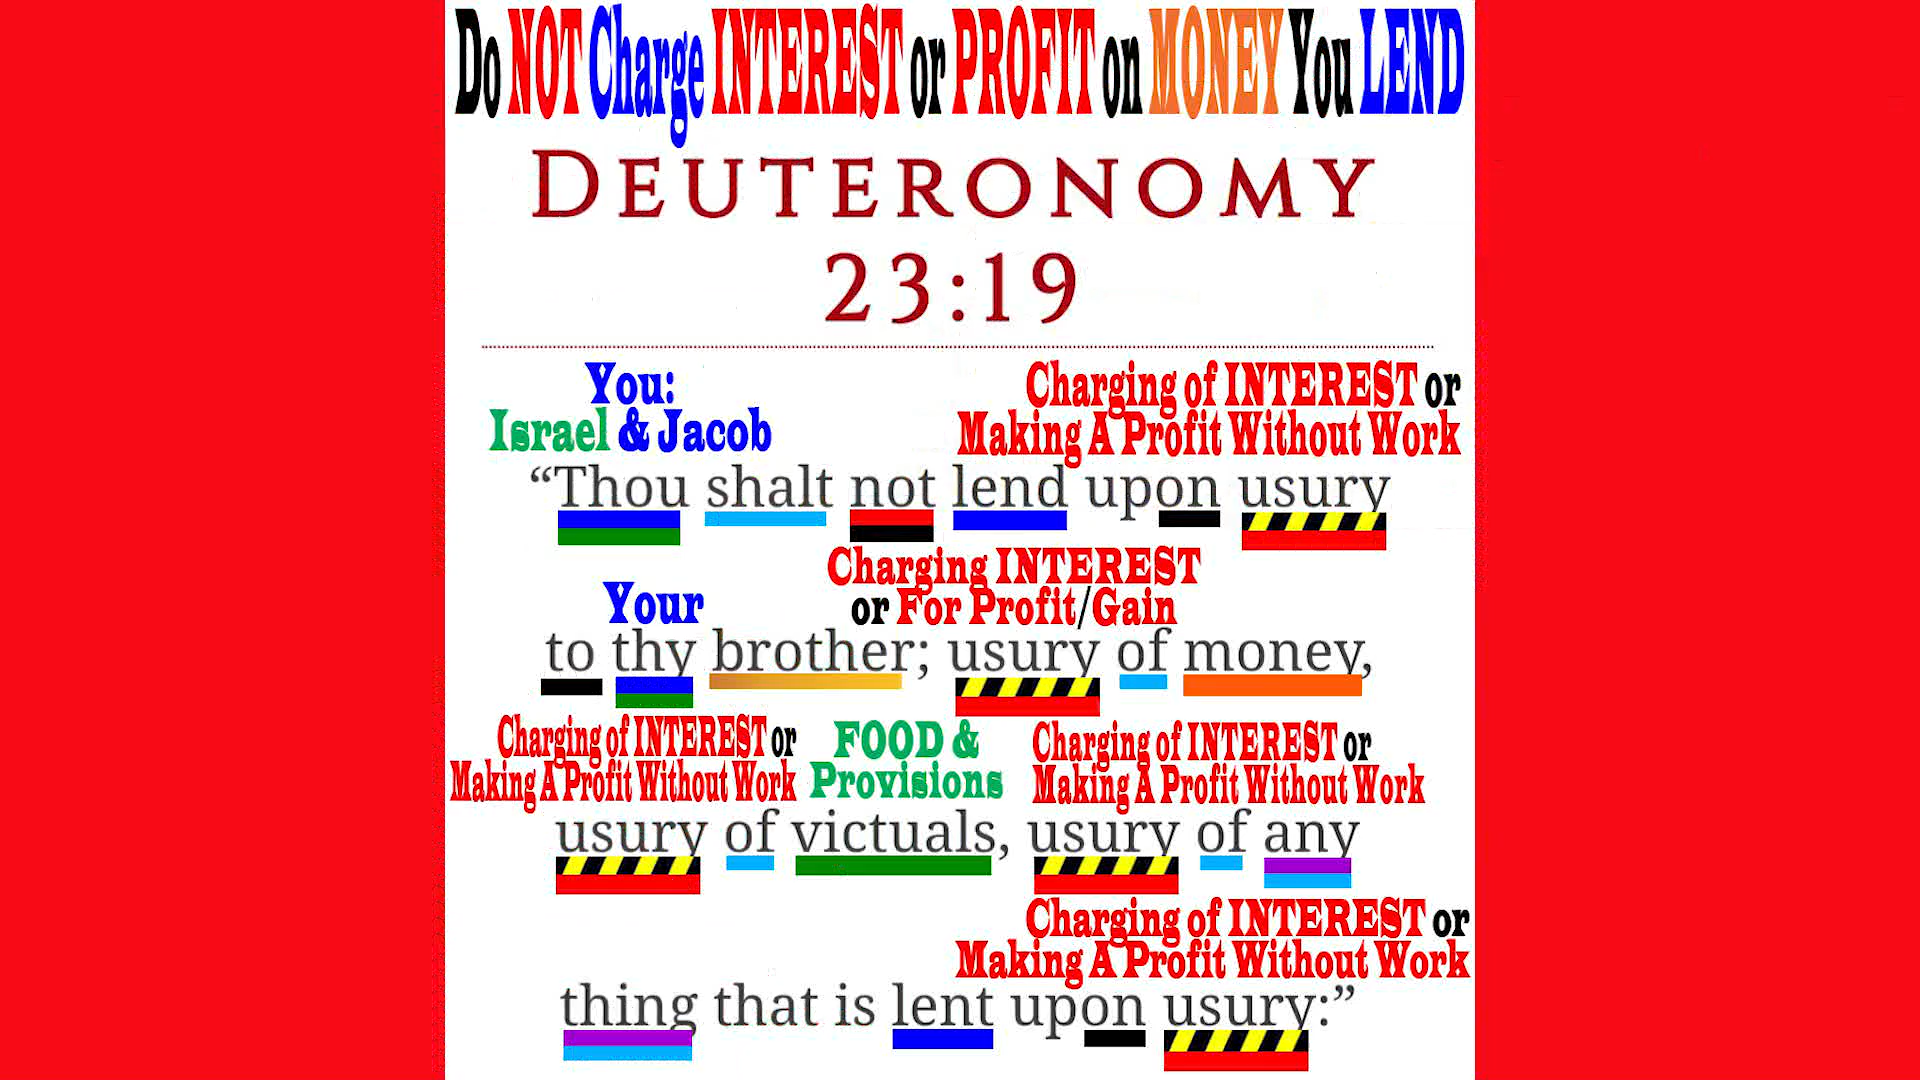 Do NOT Charge INTEREST or PROFIT on MONEY You LEND
DEUTERONOMY
23:19
You:
Israel & Jacob
Charging of INTEREST or
Making A Profit Without Work
“Thou shalt not lend upon usury
Your
Charging INTEREST
or For Profit/Gain
to thy brother; usury of money,
Charging of INTEREST or
Making A Profit Without Work
FOOD &
Provisions
Charging of INTEREST or
Making A Profit Without Work
usury of victuals, usury of any
Charging of INTEREST or
Making A Profit Without Work
thing that is lent upon usury:”